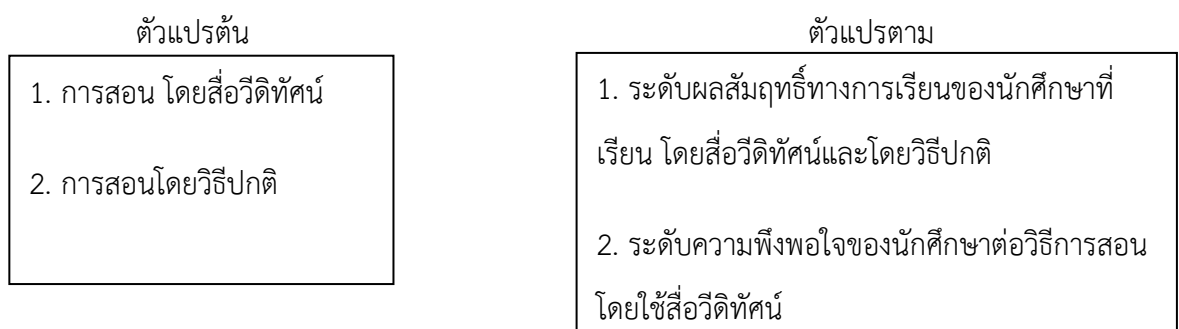 ตัวแปรต้น
1. การสอน โดยสื่อวีดิทัศน์
2. การสอนโดยวิธีปกติ
ตัวแปรตาม
1. ระดับผลสัมฤทธิ์ทางการเรียนของนักศึกษาที่
เรียน โดยสื่อวีดิทัศน์และโดยวิธีปกติ
2. ระดับความพึงพอใจของนักศึกษาต่อวิธีการสอน
โดยใช้สื่อวีดิทัศน์